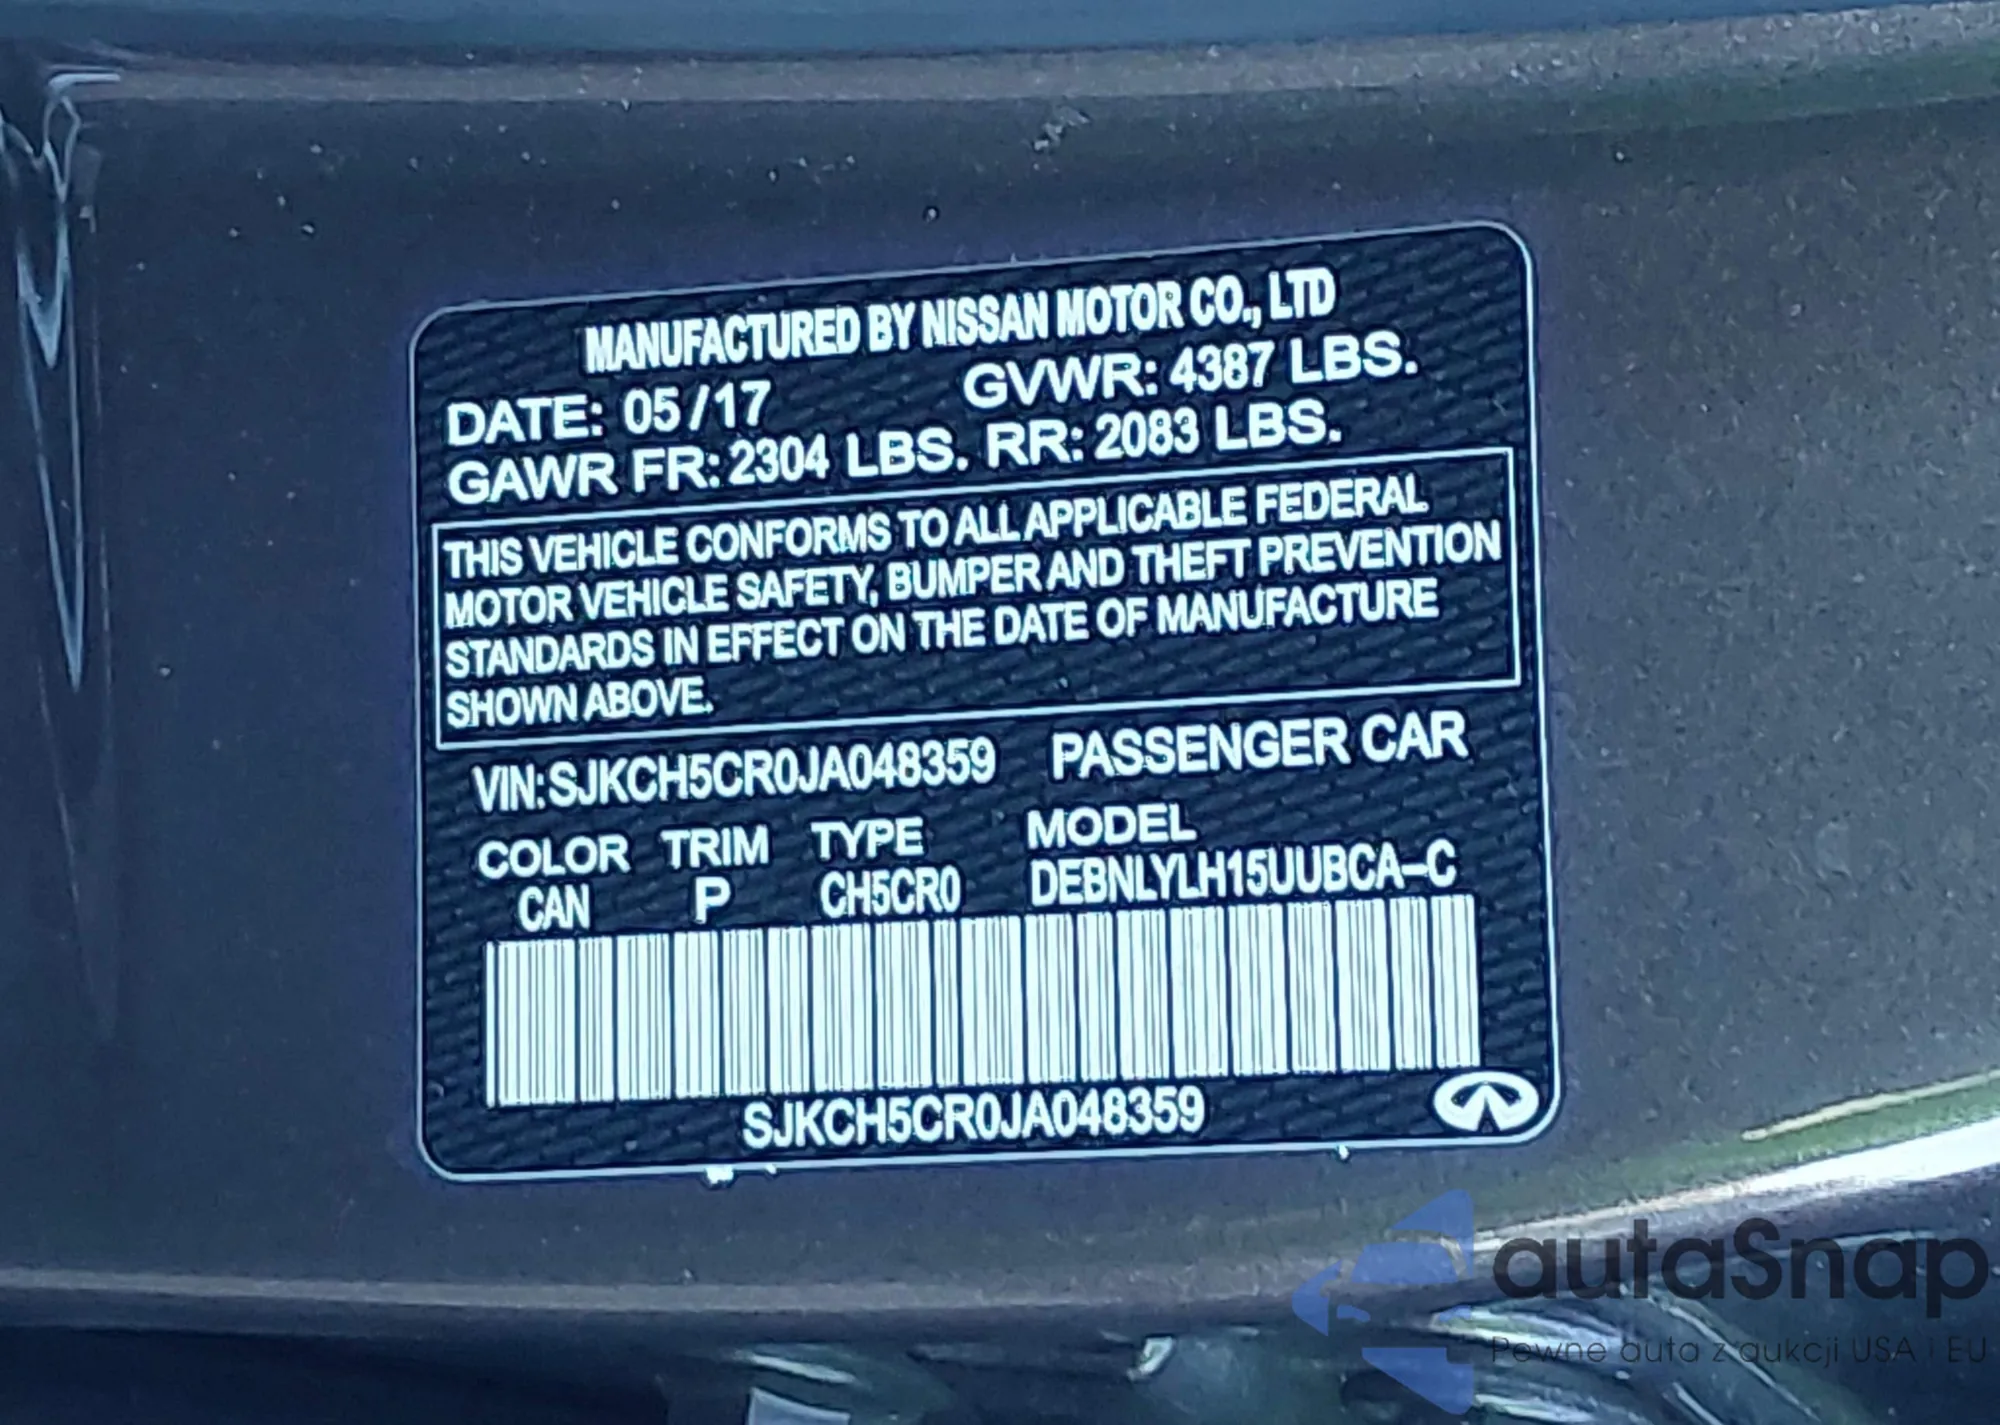 MANUFACTURED BY NISSAN MOTOR CO., LTD
DATE: 05/17 GVWR: 4387 LBS.
GAWR FR: 2304 LBS. RR: 2083 LBS.
THIS VEHICLE CONFORMS TO ALL APPLICABLE FEDERAL
MOTOR VEHICLE SAFETY, BUMPER AND THEFT PREVENTION
STANDARDS IN EFFECT ON THE DATE OF MANUFACTURE
SHOWN ABOVE.
VIN: SJKCH5CR0JA048359 PASSENGER CAR
COLOR TRIM TYPE MODEL
CAN P CH5CR0 DEBNLYLH15UUBCA-C
SJKCH5CR0JA048359
autaSnap
Pewne auta z aukcji USA i EU